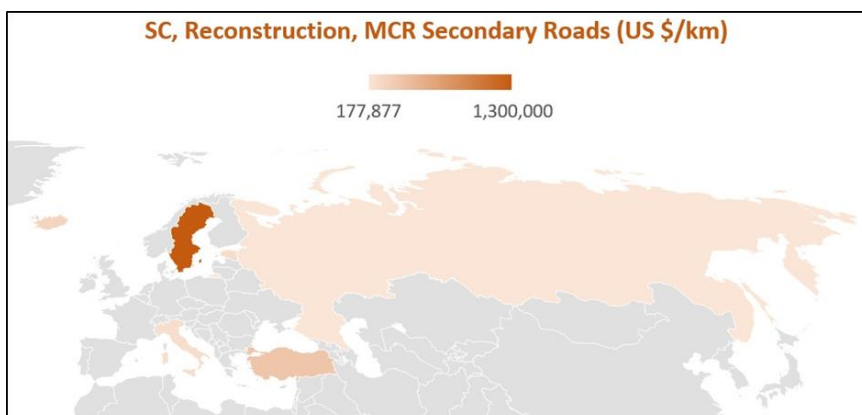 SC, Reconstruction, MCR Secondary Roads (US $/km)
177,877 1,300,000